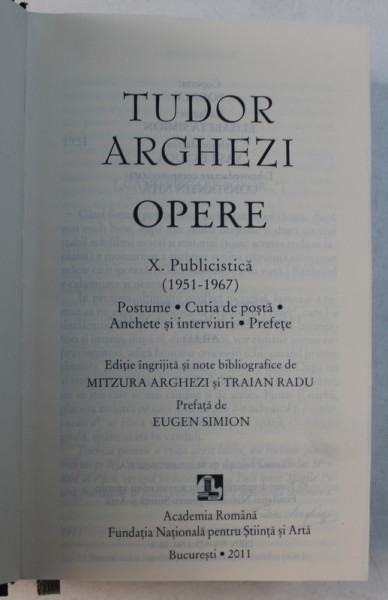 TUDOR
ARGHEZI
OPERE
X. Publicistică
(1951-1967)
Postume • Cutia de poștă •
Anchete și interviuri • Prefețe
Ediție îngrijită și note bibliografice de
MITZURA ARGHEZI și TRAIAN RADU
Prefață de
EUGEN SIMION
Academia Română
Fundația Națională pentru Știință și Artă
București • 2011